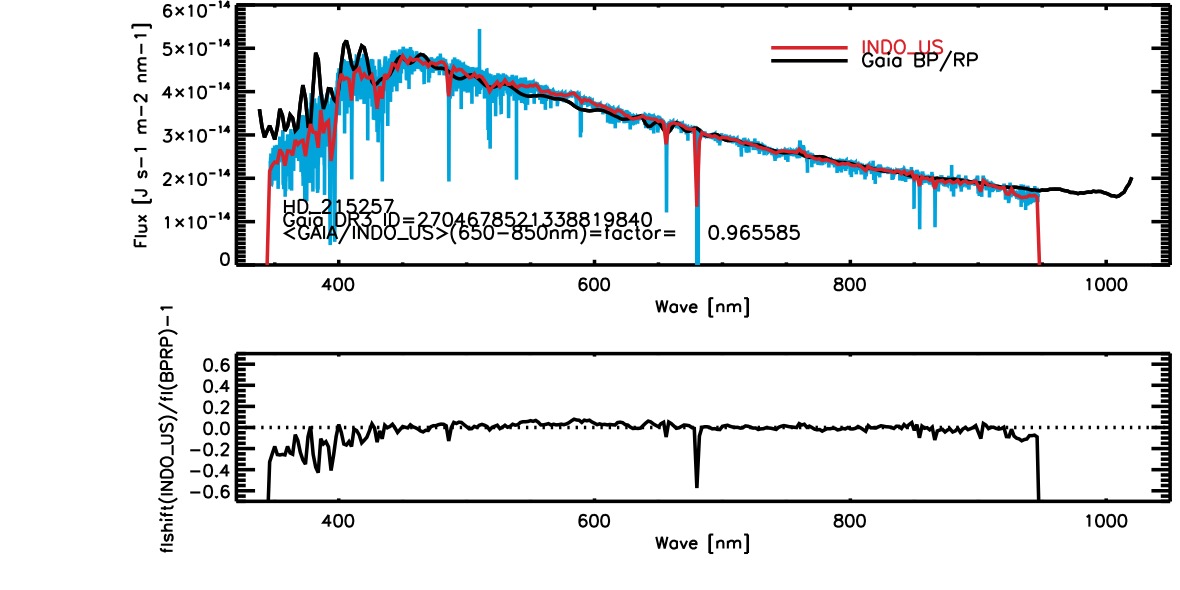 6×10−14
5×10−14
4×10−14
3×10−14
2×10−14
1×10−14
0
Flux [J s−1 m−2 nm−1]
INDO_US
Gaia BP/RP
HD_215257
Gaia DR3 ID=2704678521338819840
<GAIA/INDO_US>(650−850nm)=factor= 0.965585
400 600 800 1000
Wave [nm]
flshift(INDO_US)/fl(BPRP)−1
0.6
0.4
0.2
0.0
−0.2
−0.4
−0.6
400 600 800 1000
Wave [nm]